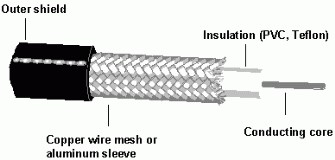 Outer shield
Insulation (PVC, Teflon)
Conducting core
Copper wire mesh or
aluminum sleeve